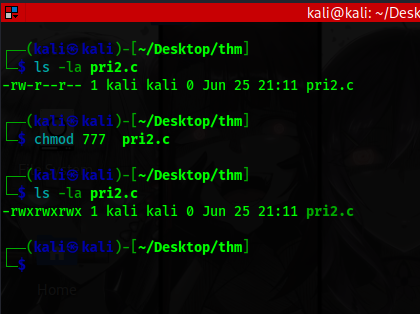 kali@kali: ~/Desk
┌──(kali㉿kali)-[~/Desktop/thm]
└─$ ls -la pri2.c
-rw-r--r-- 1 kali kali 0 Jun 25 21:11 pri2.c
┌──(kali㉿kali)-[~/Desktop/thm]
└─$ chmod 777  pri2.c
┌──(kali㉿kali)-[~/Desktop/thm]
└─$ ls -la pri2.c
-rwxrwxrwx 1 kali kali 0 Jun 25 21:11 pri2.c
┌──(kali㉿kali)-[~/Desktop/thm]
└─$
Home